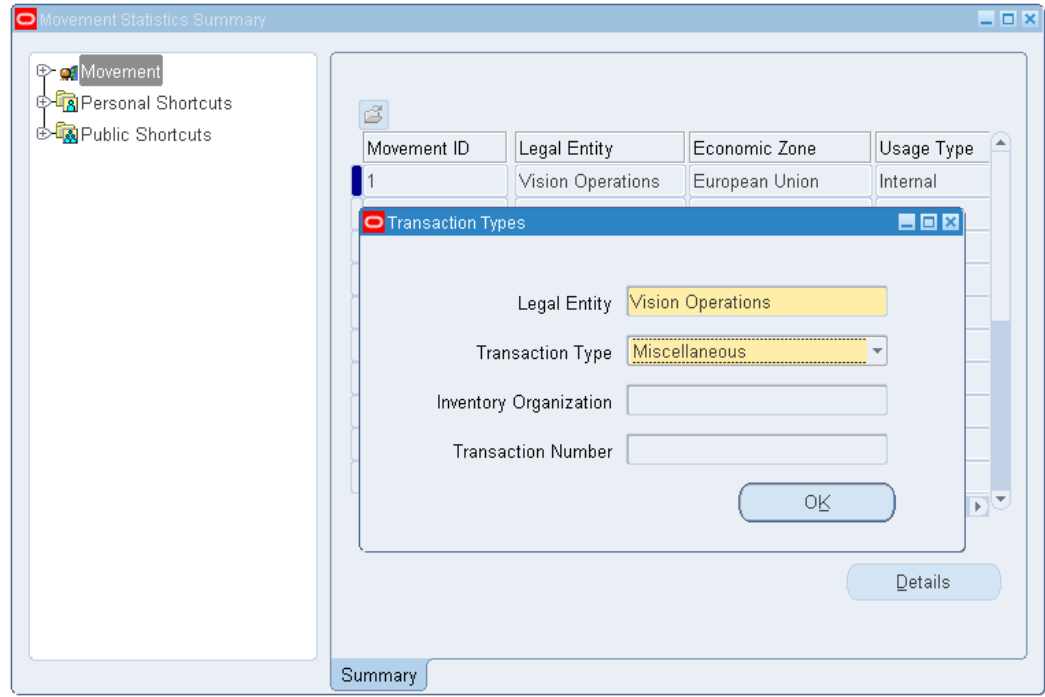 Movement Statistics Summary
Movement
Personal Shortcuts
Public Shortcuts
Movement ID Legal Entity Economic Zone Usage Type
1 Vision Operations European Union Internal
Transaction Types
Legal Entity Vision Operations
Transaction Type Miscellaneous
Inventory Organization
Transaction Number
OK
Details
Summary